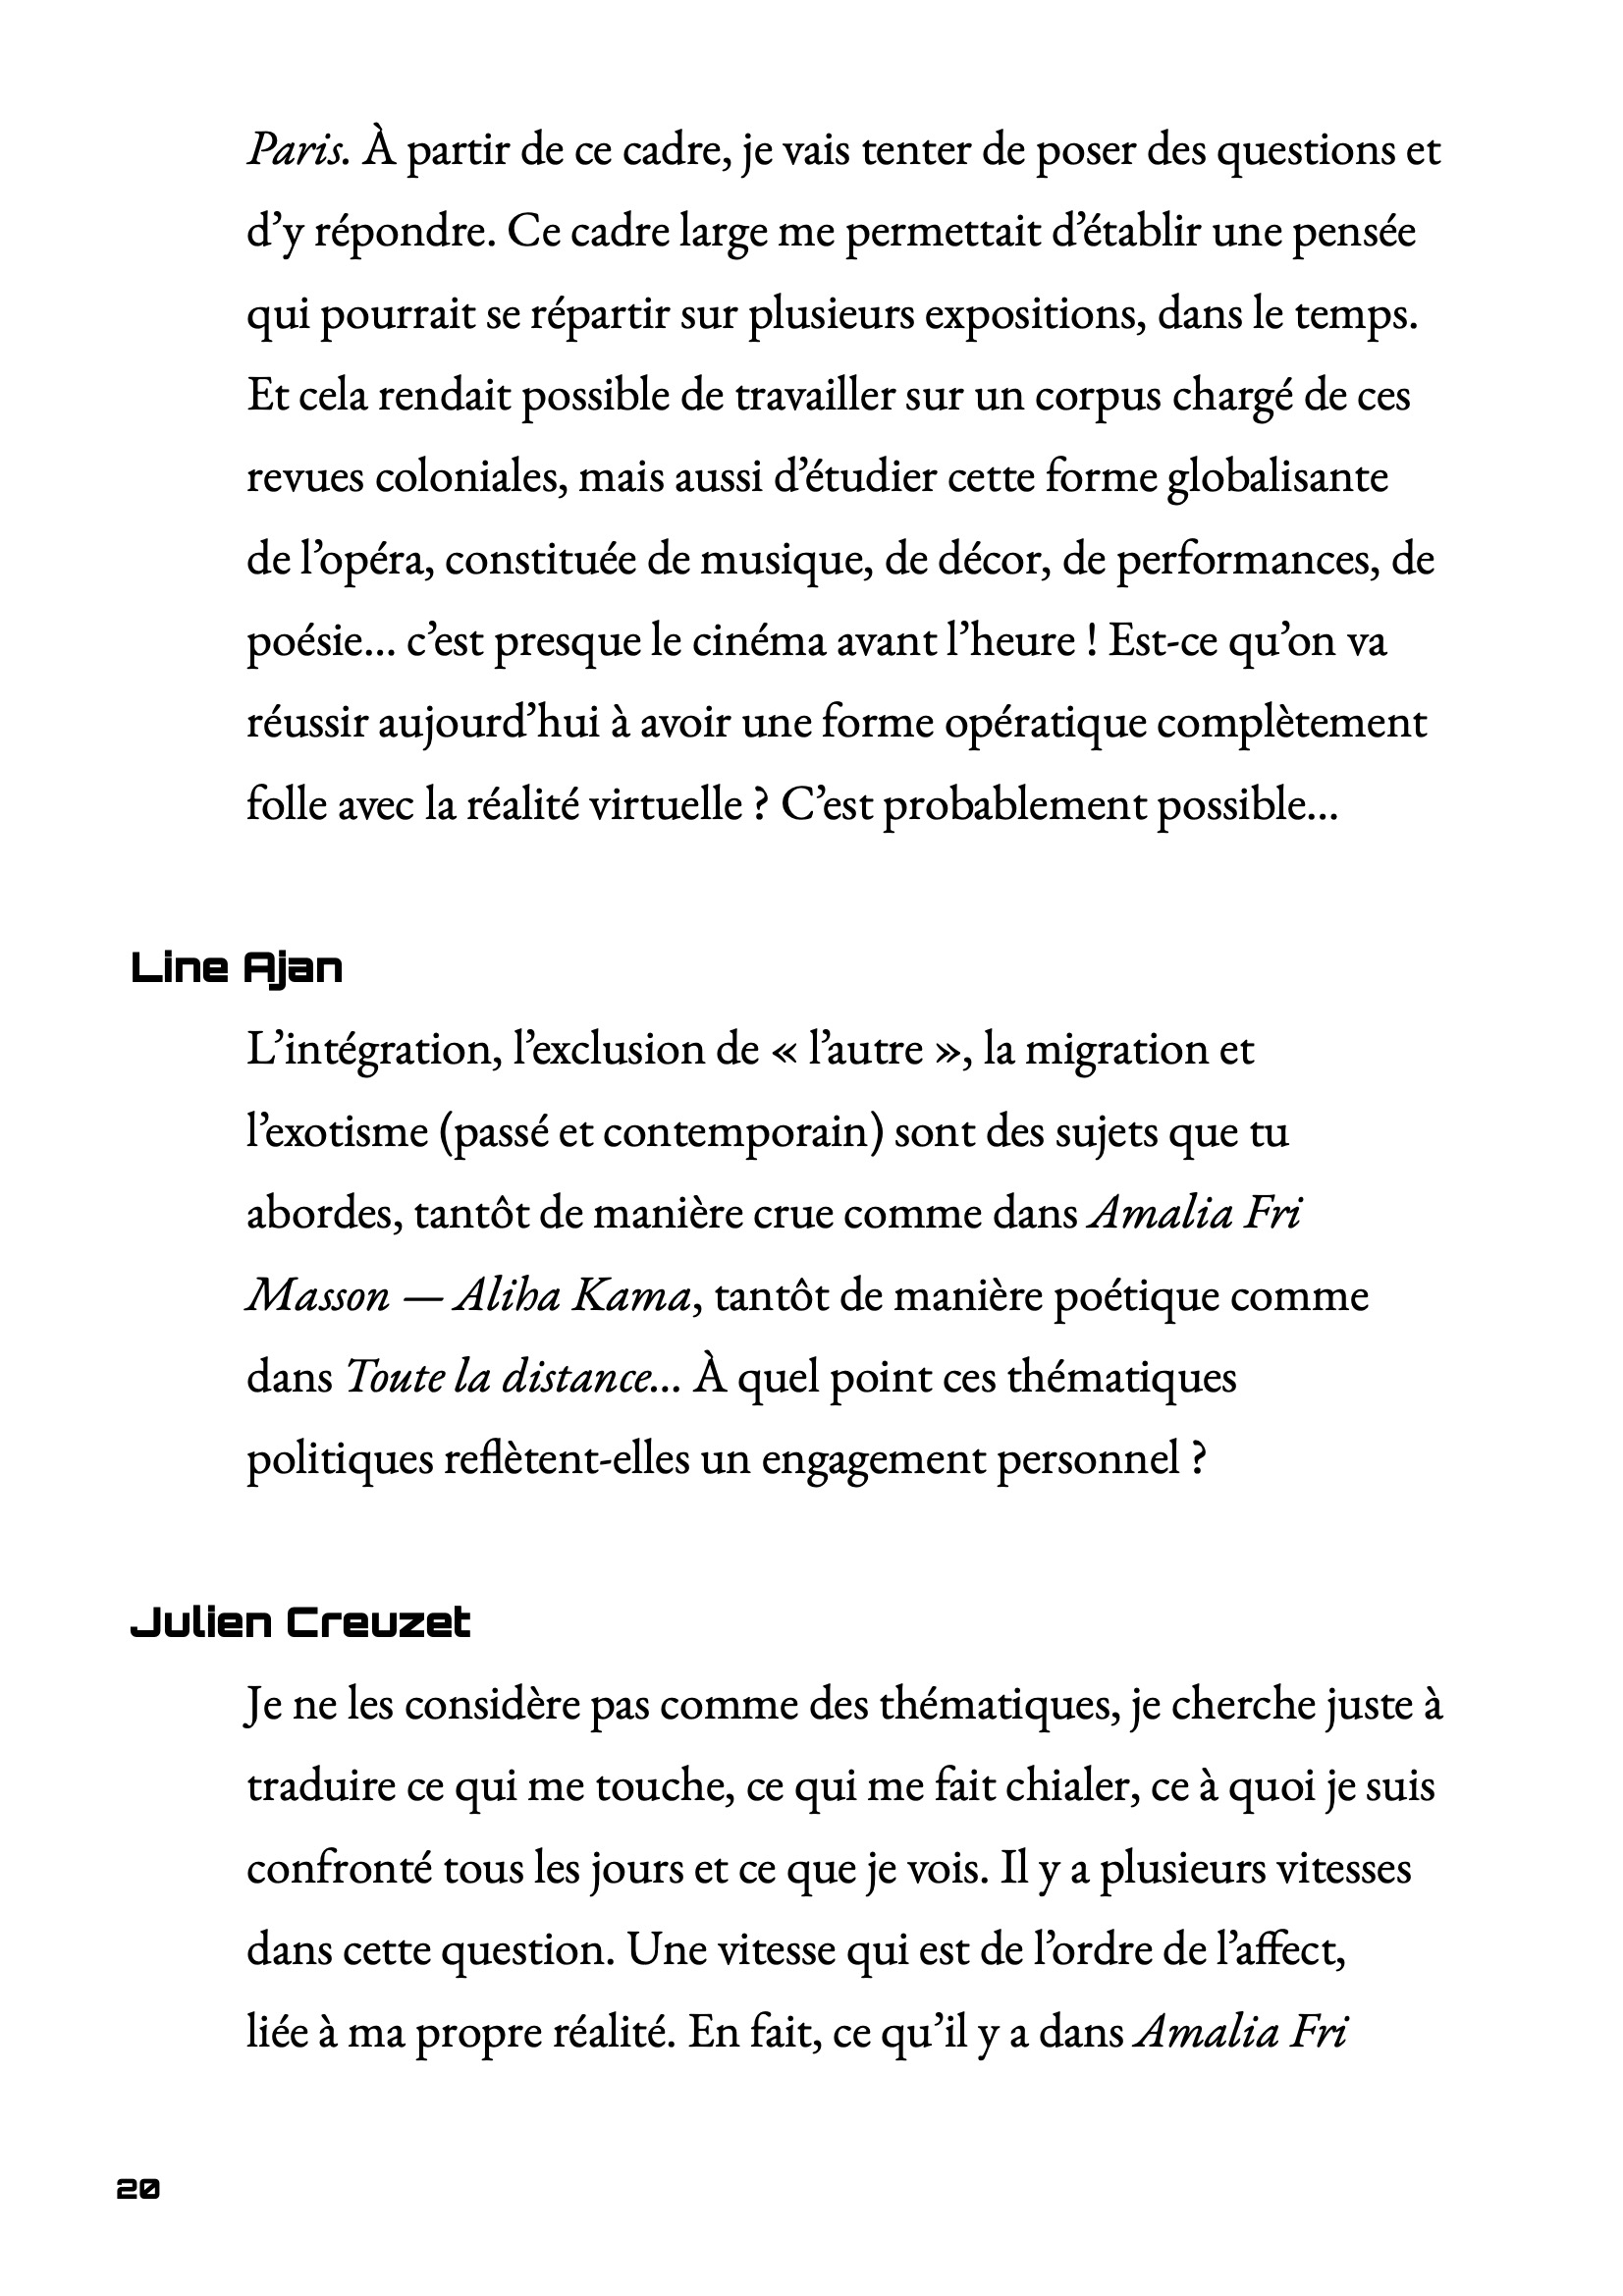 Paris. À partir de ce cadre, je vais tenter de poser des questions et
d’y répondre. Ce cadre large me permettait d’établir une pensée
qui pourrait se répartir sur plusieurs expositions, dans le temps.
Et cela rendait possible de travailler sur un corpus chargé de ces
revues coloniales, mais aussi d’étudier cette forme globalisante
de l’opéra, constituée de musique, de décor, de performances, de
poésie… c’est presque le cinéma avant l’heure ! Est-ce qu’on va
réussir aujourd’hui à avoir une forme opératique complètement
folle avec la réalité virtuelle ? C’est probablement possible…
Line Ajan
L’intégration, l’exclusion de « l’autre », la migration et
l’exotisme (passé et contemporain) sont des sujets que tu
abordes, tantôt de manière crue comme dans Amalia Fri
Masson — Aliha Kama, tantôt de manière poétique comme
dans Toute la distance… À quel point ces thématiques
politiques reflètent-elles un engagement personnel ?
Julien Creuzet
Je ne les considère pas comme des thématiques, je cherche juste à
traduire ce qui me touche, ce qui me fait chialer, ce à quoi je suis
confronté tous les jours et ce que je vois. Il y a plusieurs vitesses
dans cette question. Une vitesse qui est de l’ordre de l’affect,
liée à ma propre réalité. En fait, ce qu’il y a dans Amalia Fri
20